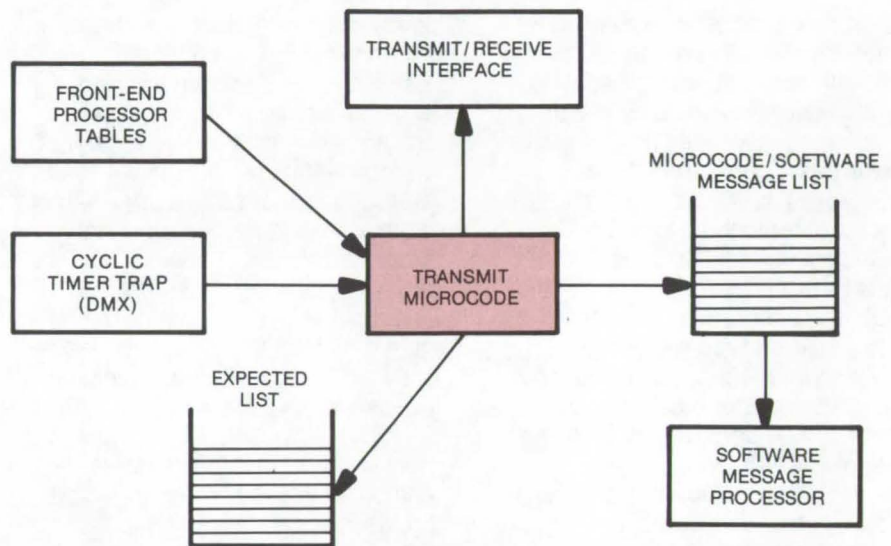 TRANSMIT/RECEIVE
INTERFACE
FRONT-END
PROCESSOR
TABLES
MICROCODE/SOFTWARE
MESSAGE LIST
CYCLIC
TIMER TRAP
(DMX)
TRANSMIT
MICROCODE
EXPECTED
LIST
SOFTWARE
MESSAGE
PROCESSOR